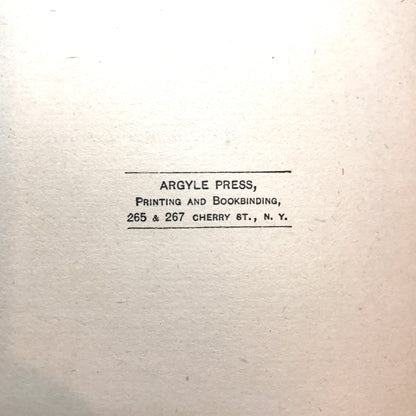 ARGYLE PRESS,
PRINTING AND BOOKBINDING,
265 & 267 CHERRY ST., N. Y.